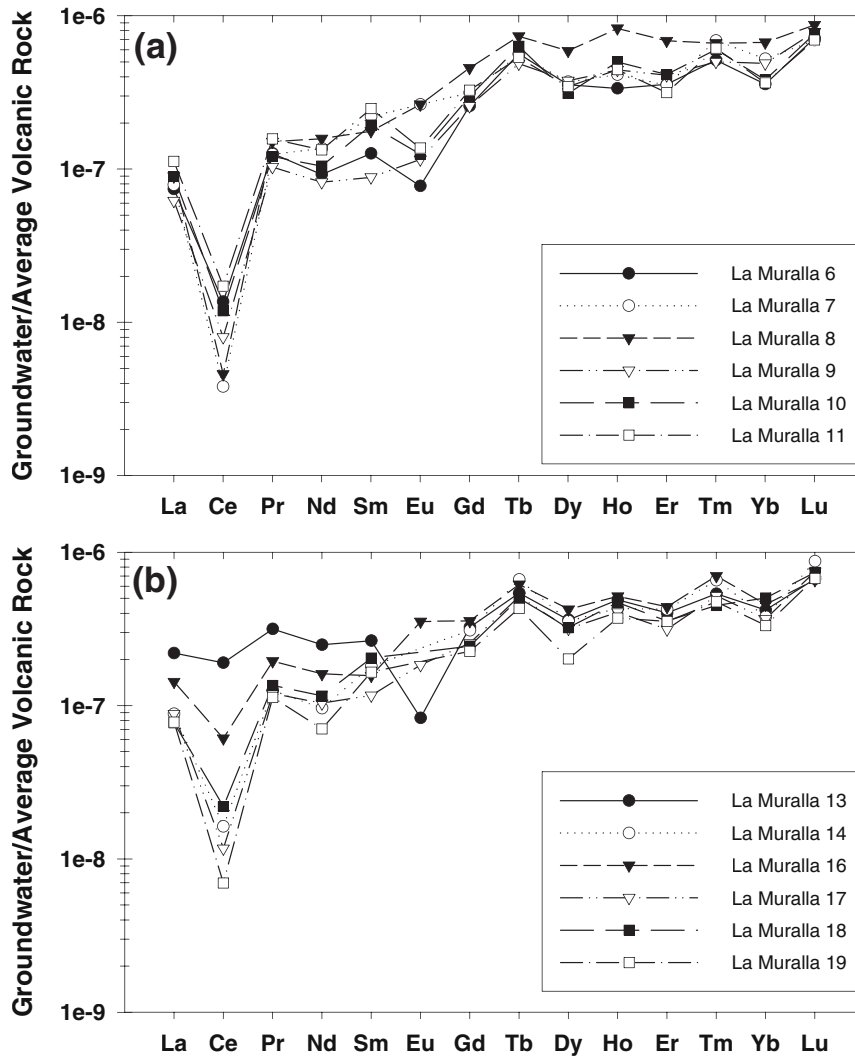 (a)
Groundwater/Average Volcanic Rock
1e-6
1e-7
1e-8
1e-9
La Muralla 6
La Muralla 7
La Muralla 8
La Muralla 9
La Muralla 10
La Muralla 11
La Ce Pr Nd Sm Eu Gd Tb Dy Ho Er Tm Yb Lu
(b)
Groundwater/Average Volcanic Rock
1e-6
1e-7
1e-8
1e-9
La Muralla 13
La Muralla 14
La Muralla 16
La Muralla 17
La Muralla 18
La Muralla 19
La Ce Pr Nd Sm Eu Gd Tb Dy Ho Er Tm Yb Lu